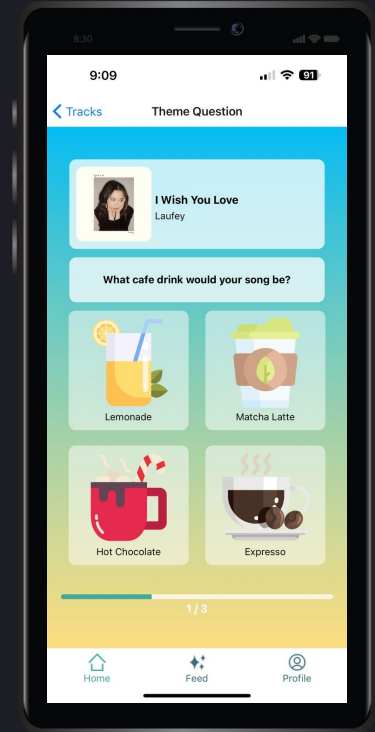 8:30
9:09
91
Tracks
Theme Question
I Wish You Love
Laufey
What cafe drink would your song be?
Lemonade
Matcha Latte
Hot Chocolate
Expresso
1 / 3
Home
Feed
Profile